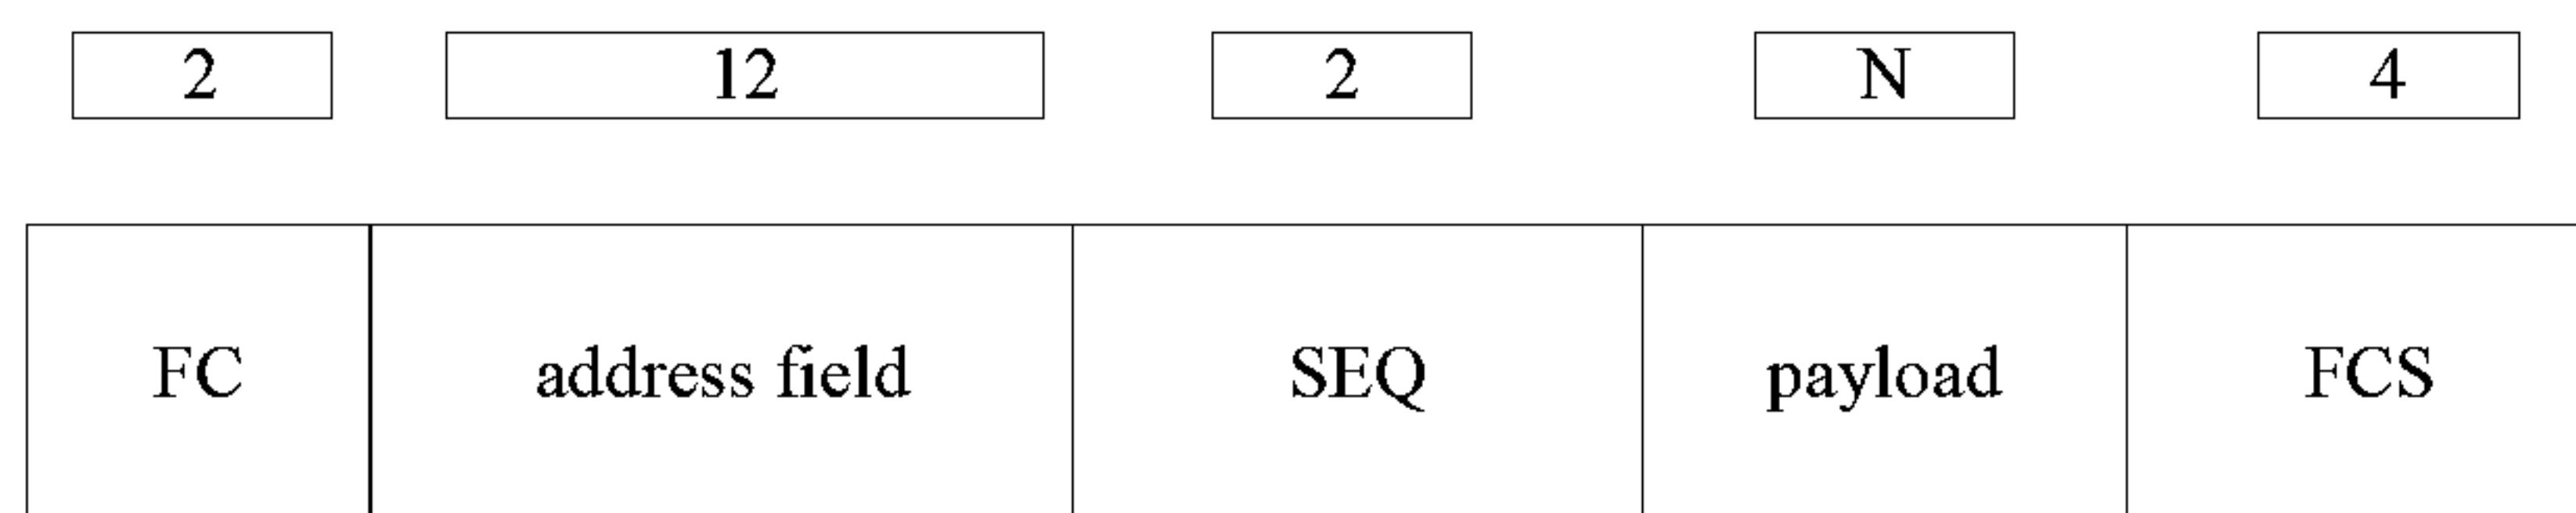 2 12 2 N 4
FC address field SEQ payload FCS